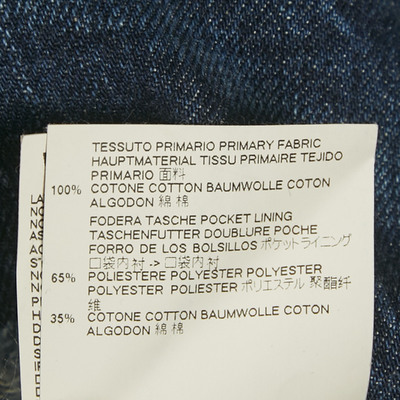 TESSUTO PRIMARIO PRIMARY FABRIC
HAUPTMATERIAL TISSU PRIMAIRE TEJIDO
PRIMARIO 面料
100% COTONE COTTON BAUMWOLLE COTON
ALGODON 綿 棉
FODERA TASCHE POCKET LINING
TASCHENFUTTER DOUBLURE POCHE
FORRO DE LOS BOLSILLOS ポケットライニング
口袋内衬 -> 口袋内衬
65% POLIESTERE POLYESTER POLYESTER
POLYESTER POLIESTER ポリエステル 聚酯纤
维
35% COTONE COTTON BAUMWOLLE COTON
ALGODON 綿 棉